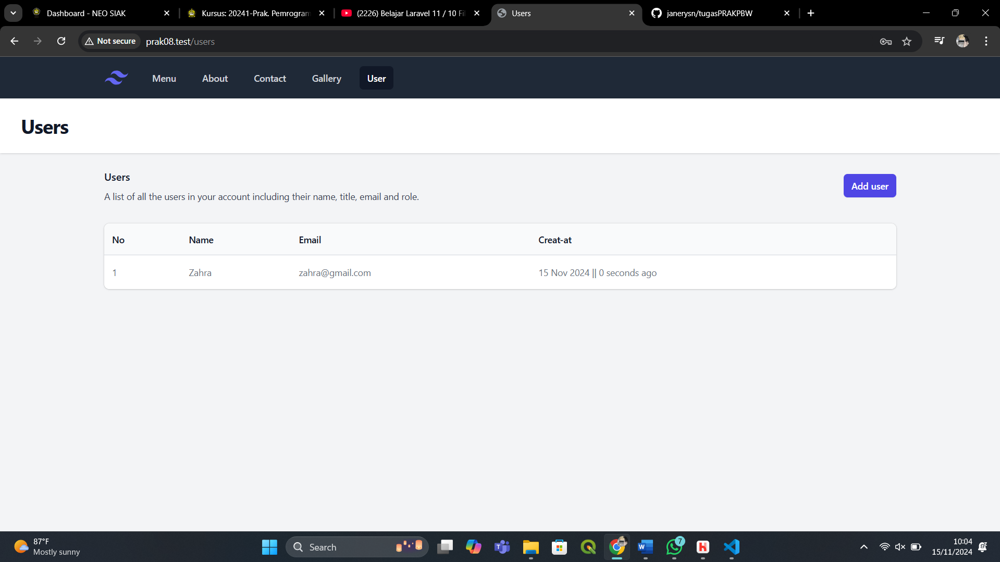 Dashboard - NEO SIAK
Kursus: 20241-Prak. Pemrogram
(2226) Belajar Laravel 11 / 10 Fil
Users
janerysn/tugasPRAKPBW
Not secure
prak08.test/users
Menu
About
Contact
Gallery
User
Users
Users
A list of all the users in your account including their name, title, email and role.
Add user
No
Name
Email
Creat-at
1
Zahra
zahra@gmail.com
15 Nov 2024 || 0 seconds ago
87°F
Mostly sunny
Search
7
10:04
15/11/2024